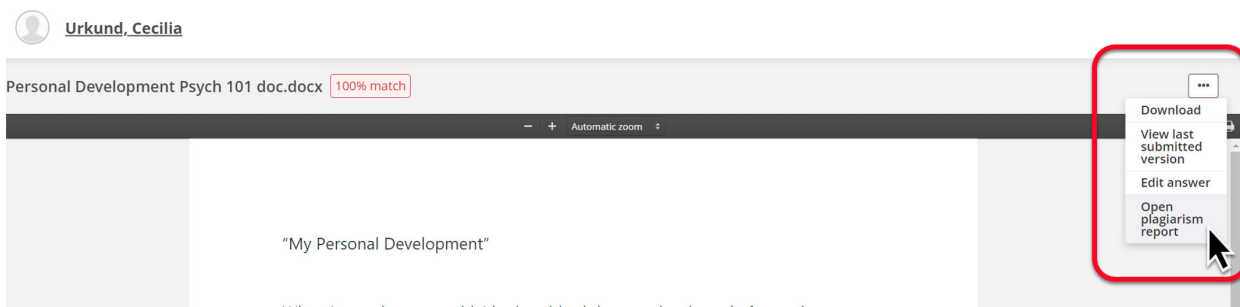 Urkund, Cecilia
Personal Development Psych 101 doc.docx 100% match
Download
Automatic zoom
View last
submitted
version
Edit answer
Open
plagiarism
report
“My Personal Development”